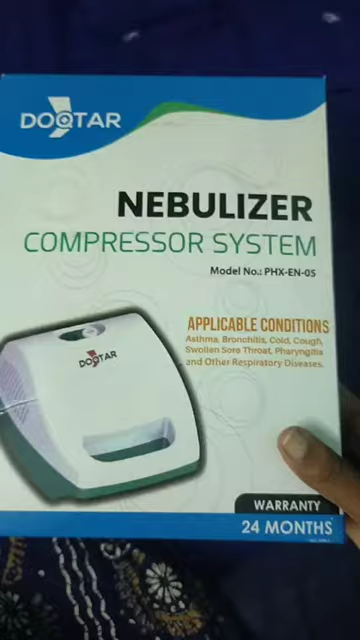 DOCTAR
NEBULIZER
COMPRESSOR SYSTEM
Model No.: PHX-EN-05
APPLICABLE CONDITIONS
Asthma, Bronchitis, Cold, Cough,
Swollen Sore Throat, Pharyngitis
and Other Respiratory Diseases.
DOCTAR
WARRANTY
24 MONTHS